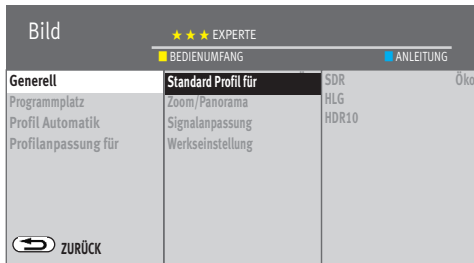 Bild
★ ★ ★ EXPERTE
BEDIENUMFANG
ANLEITUNG
Generell
Programmplatz
Profil Automatik
Profilanpassung für
Standard Profil für
Zoom/Panorama
Signalanpassung
Werkseinstellung
SDR
Öko
HLG
HDR10
ZURÜCK